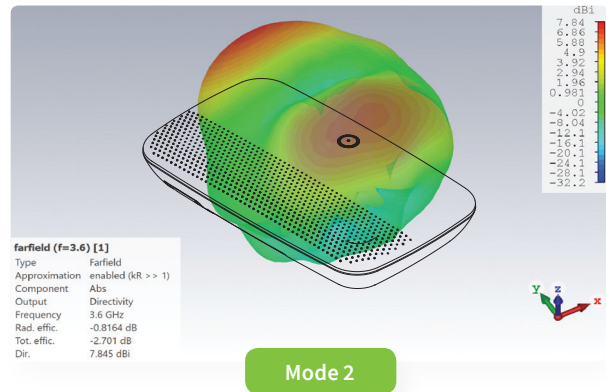 dBi
7.84
6.86
5.88
4.9
3.92
2.94
1.96
0.981
0
-4.02
-8.04
-12.1
-16.1
-20.1
-24.1
-28.1
-32.2
farfield (f=3.6) [1]
Type Farfield
Approximation enabled (kR >> 1)
Component Abs
Output Directivity
Frequency 3.6 GHz
Rad. effic. -0.8164 dB
Tot. effic. -2.701 dB
Dir. 7.845 dBi
y z x
Mode 2